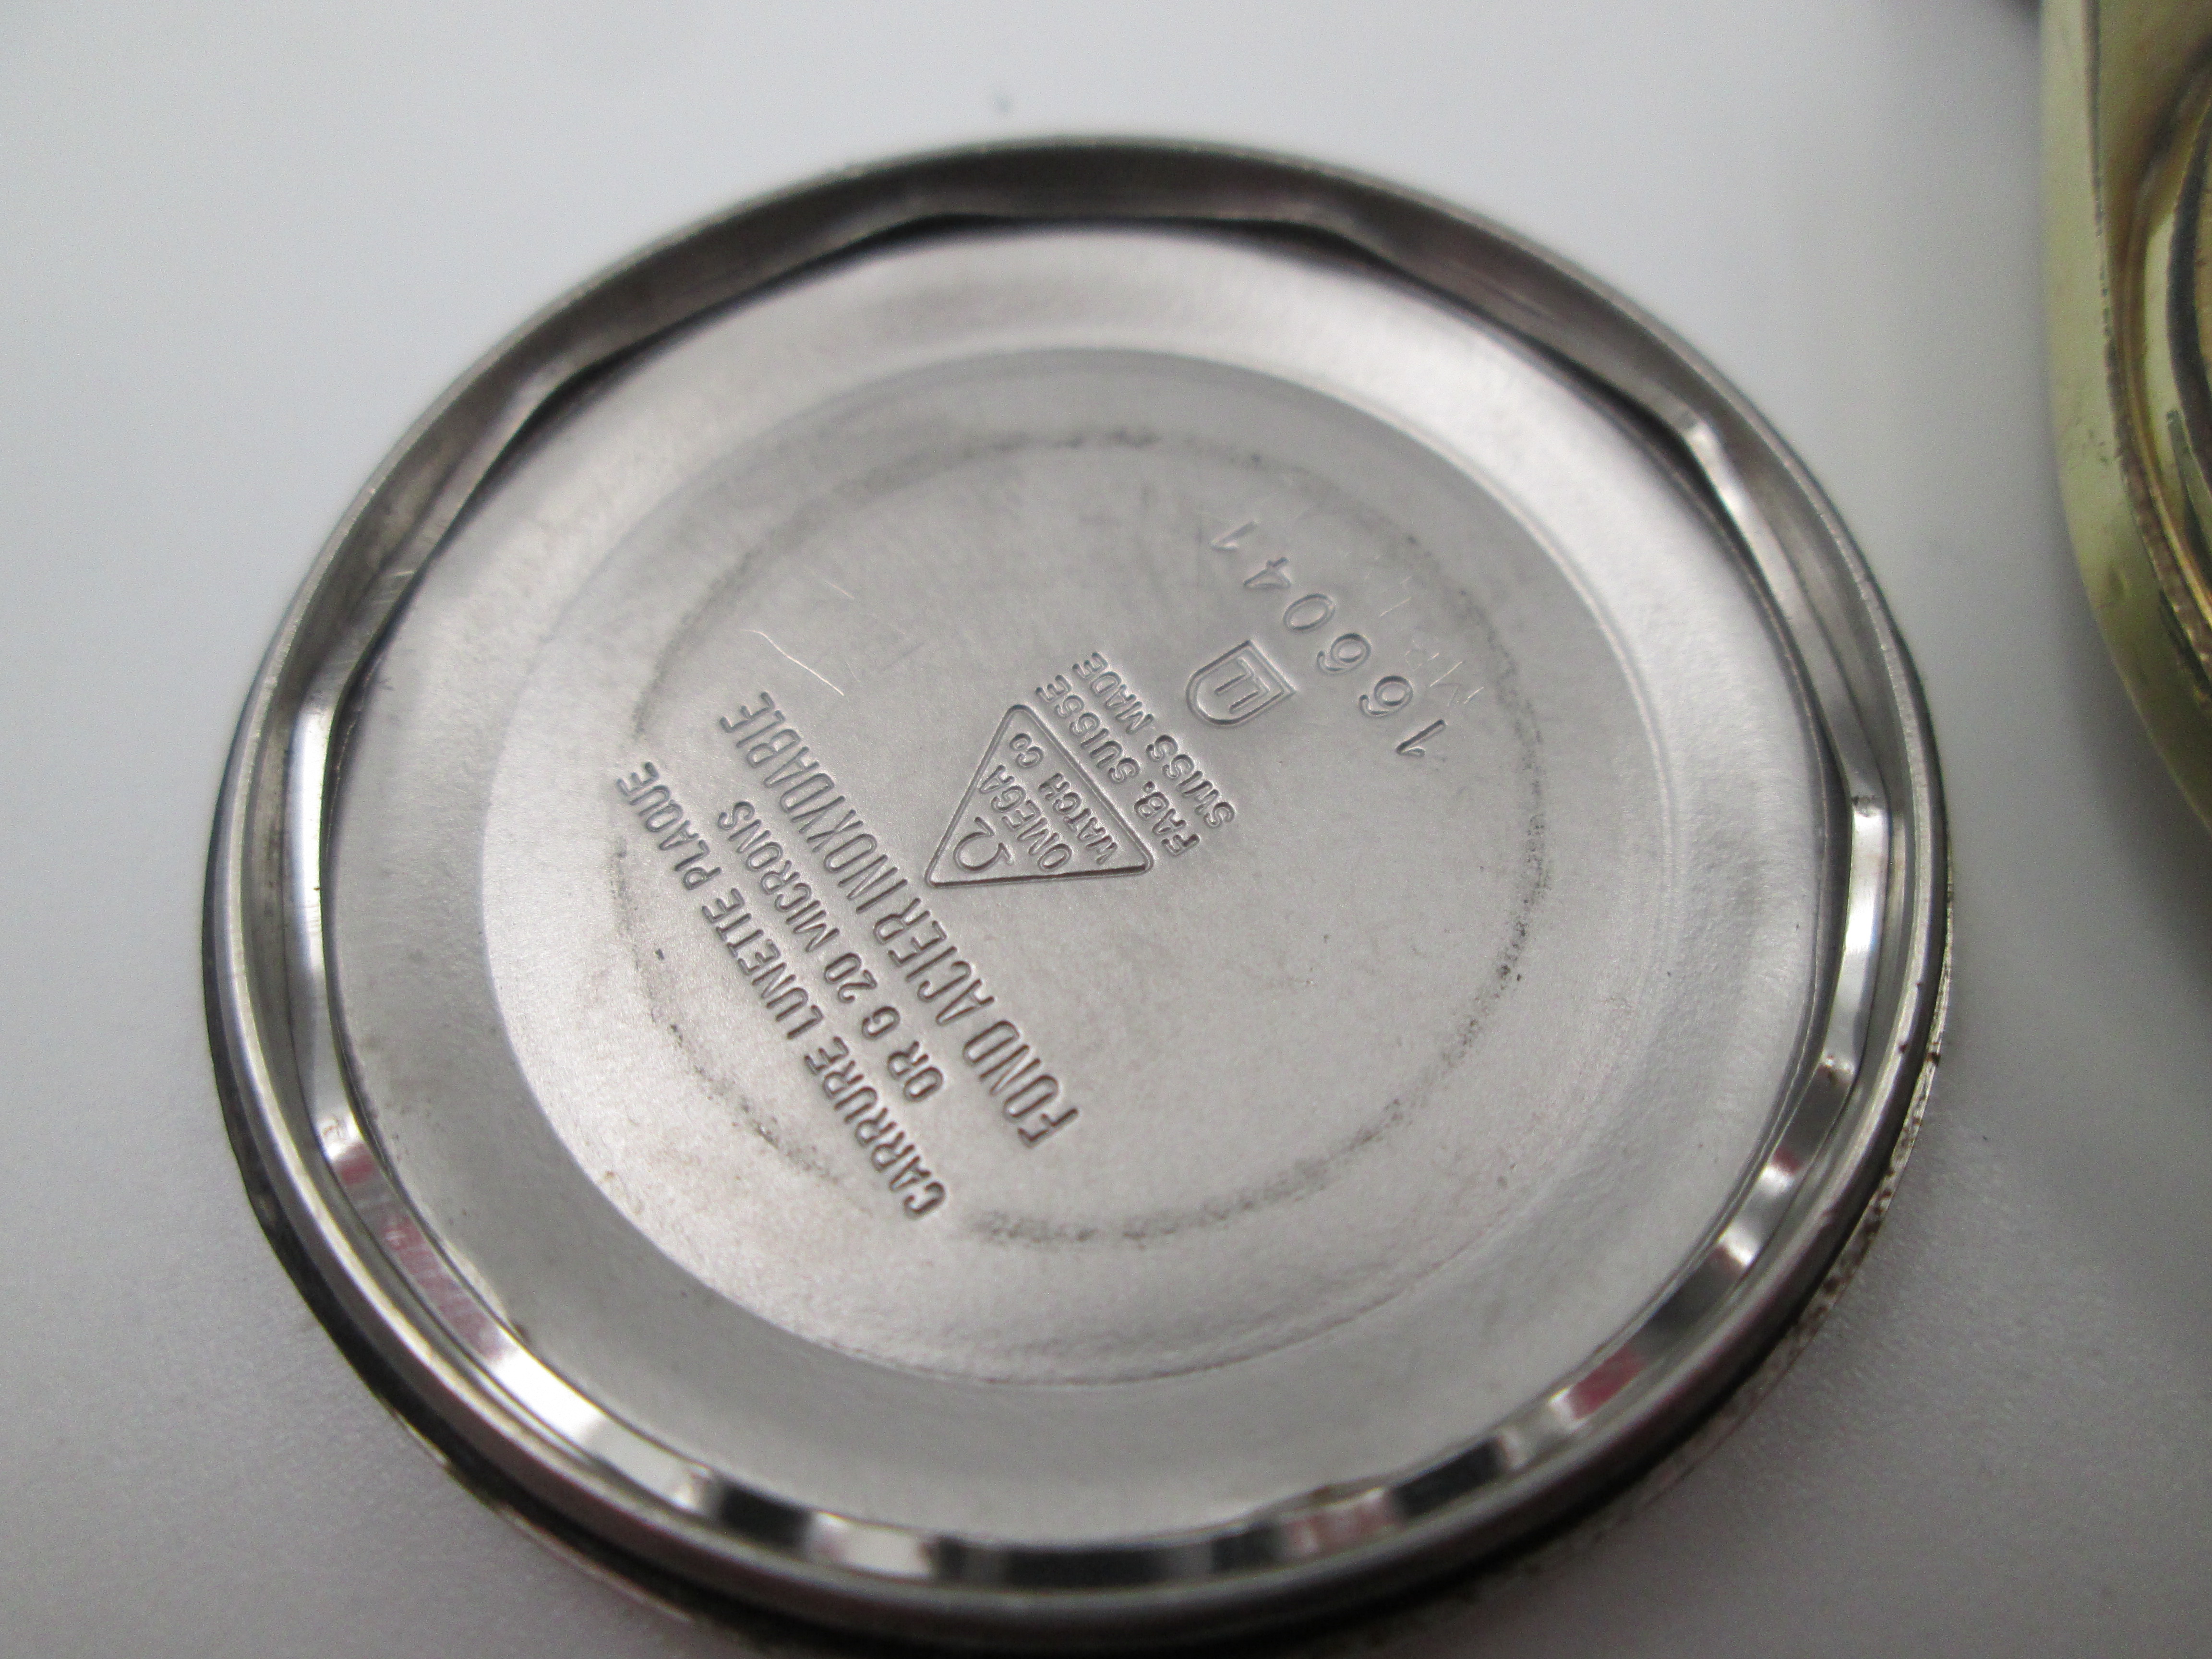 CARRURE LUNETTE PLAQUE
OR G 20 MICRONS
FOND ACIER INOXYDABLE
Ω
OMEGA
WATCH Co
FAB. SUISSE
SWISS MADE
166041